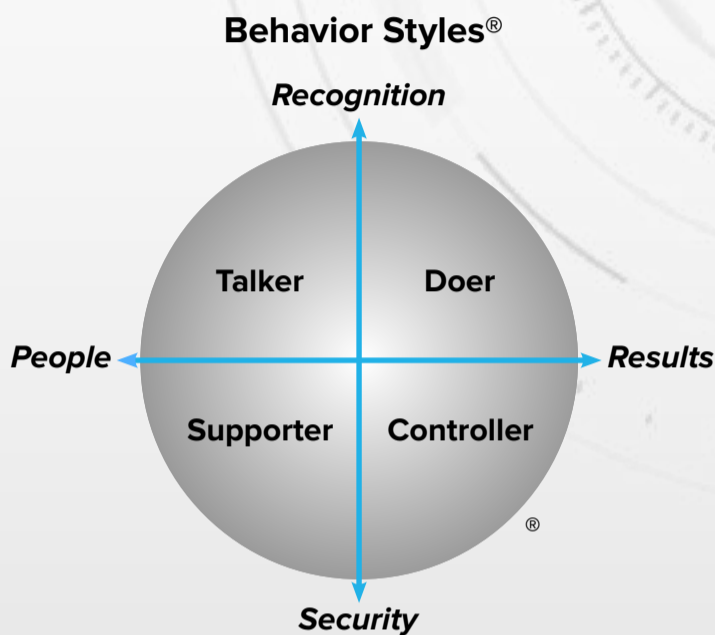 Behavior Styles®
Recognition
Talker
Doer
People
Results
Supporter
Controller
®
Security